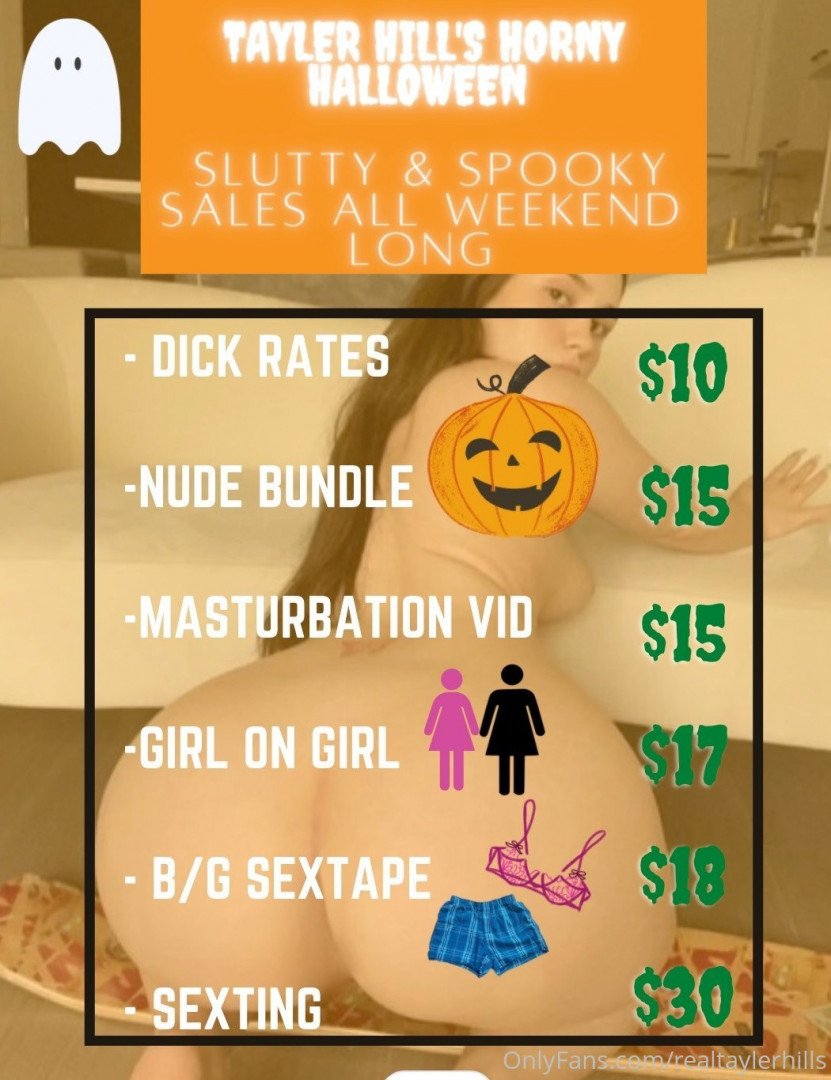 TAYLER HILL'S HORNY
HALLOWEEN
SLUTTY & SPOOKY
SALES ALL WEEKEND
LONG
- DICK RATES $10
-NUDE BUNDLE $15
-MASTURBATION VID $15
-GIRL ON GIRL $17
- B/G SEXTAPE $18
- SEXTING $30
OnlyFans.com/realtaylerhills